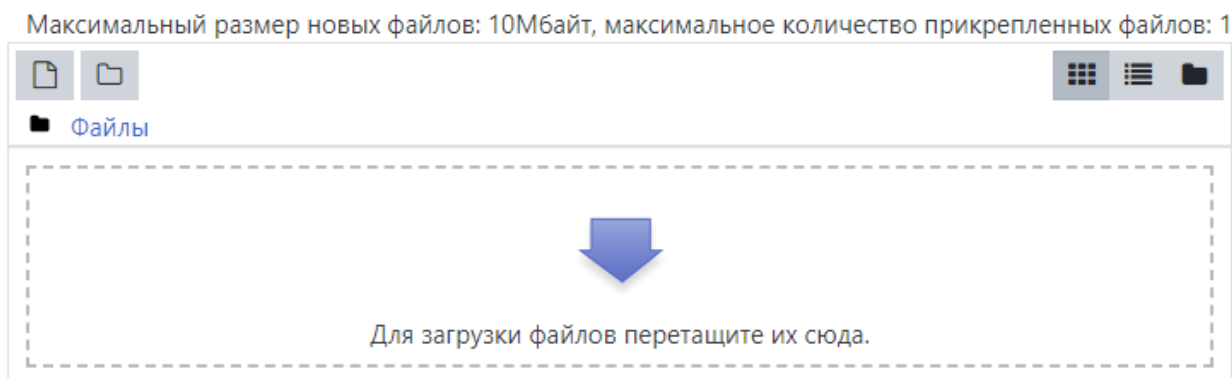 Максимальный размер новых файлов: 10Мбайт, максимальное количество прикрепленных файлов: 1
Файлы
Для загрузки файлов перетащите их сюда.